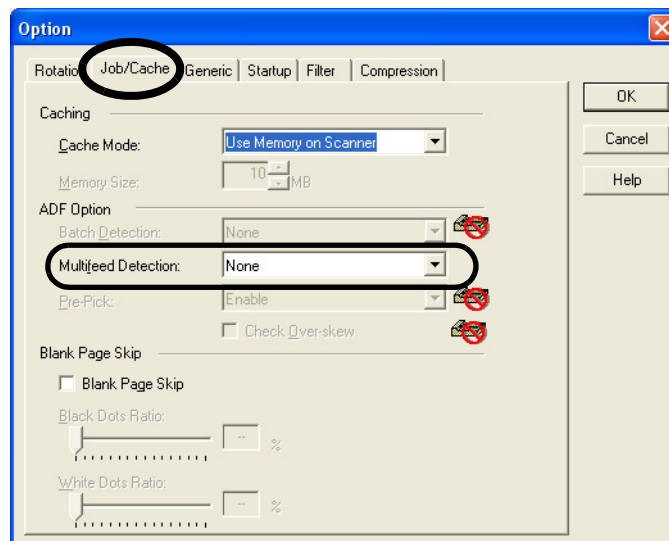 Option
Rotatio Job/Cache Generic Startup Filter Compression
OK
Caching
Cache Mode: Use Memory on Scanner
Cancel
Memory Size: 10 MB
Help
ADF Option
Batch Detection: None
Multifeed Detection: None
Pre-Pick: Enable
Check Over-skew
Blank Page Skip
Blank Page Skip
Black Dots Ratio:
-- %
White Dots Ratio:
-- %